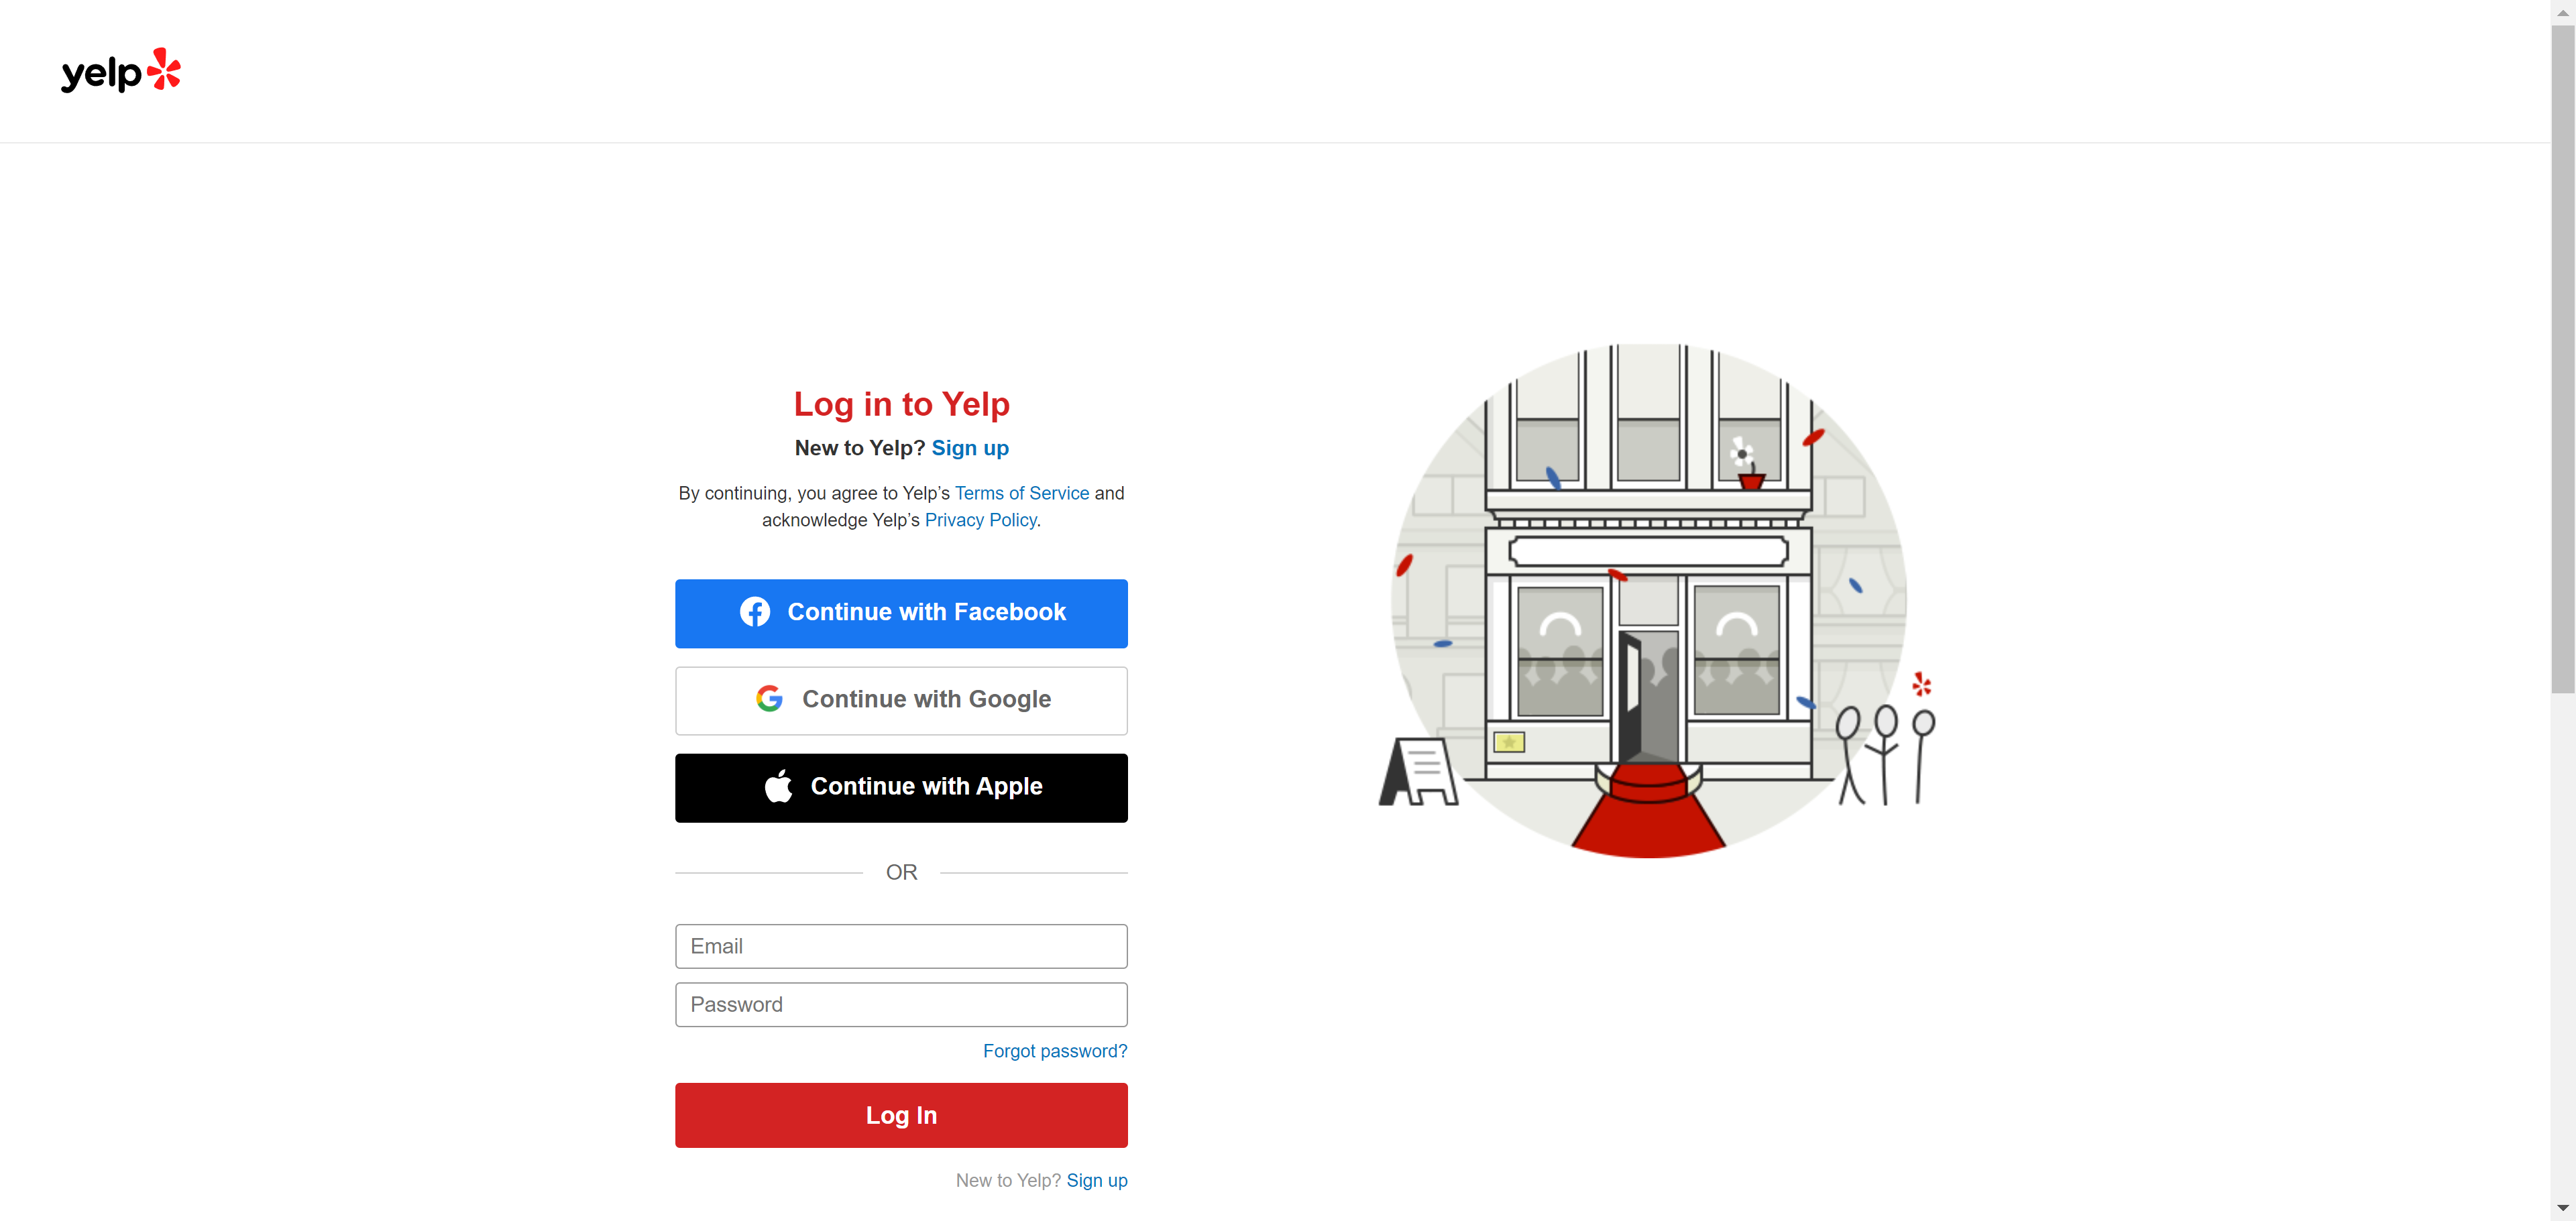 yelp
Log in to Yelp
New to Yelp? Sign up
By continuing, you agree to Yelp’s Terms of Service and
acknowledge Yelp’s Privacy Policy.
Continue with Facebook
Continue with Google
Continue with Apple
OR
Email
Password
Forgot password?
Log In
New to Yelp? Sign up